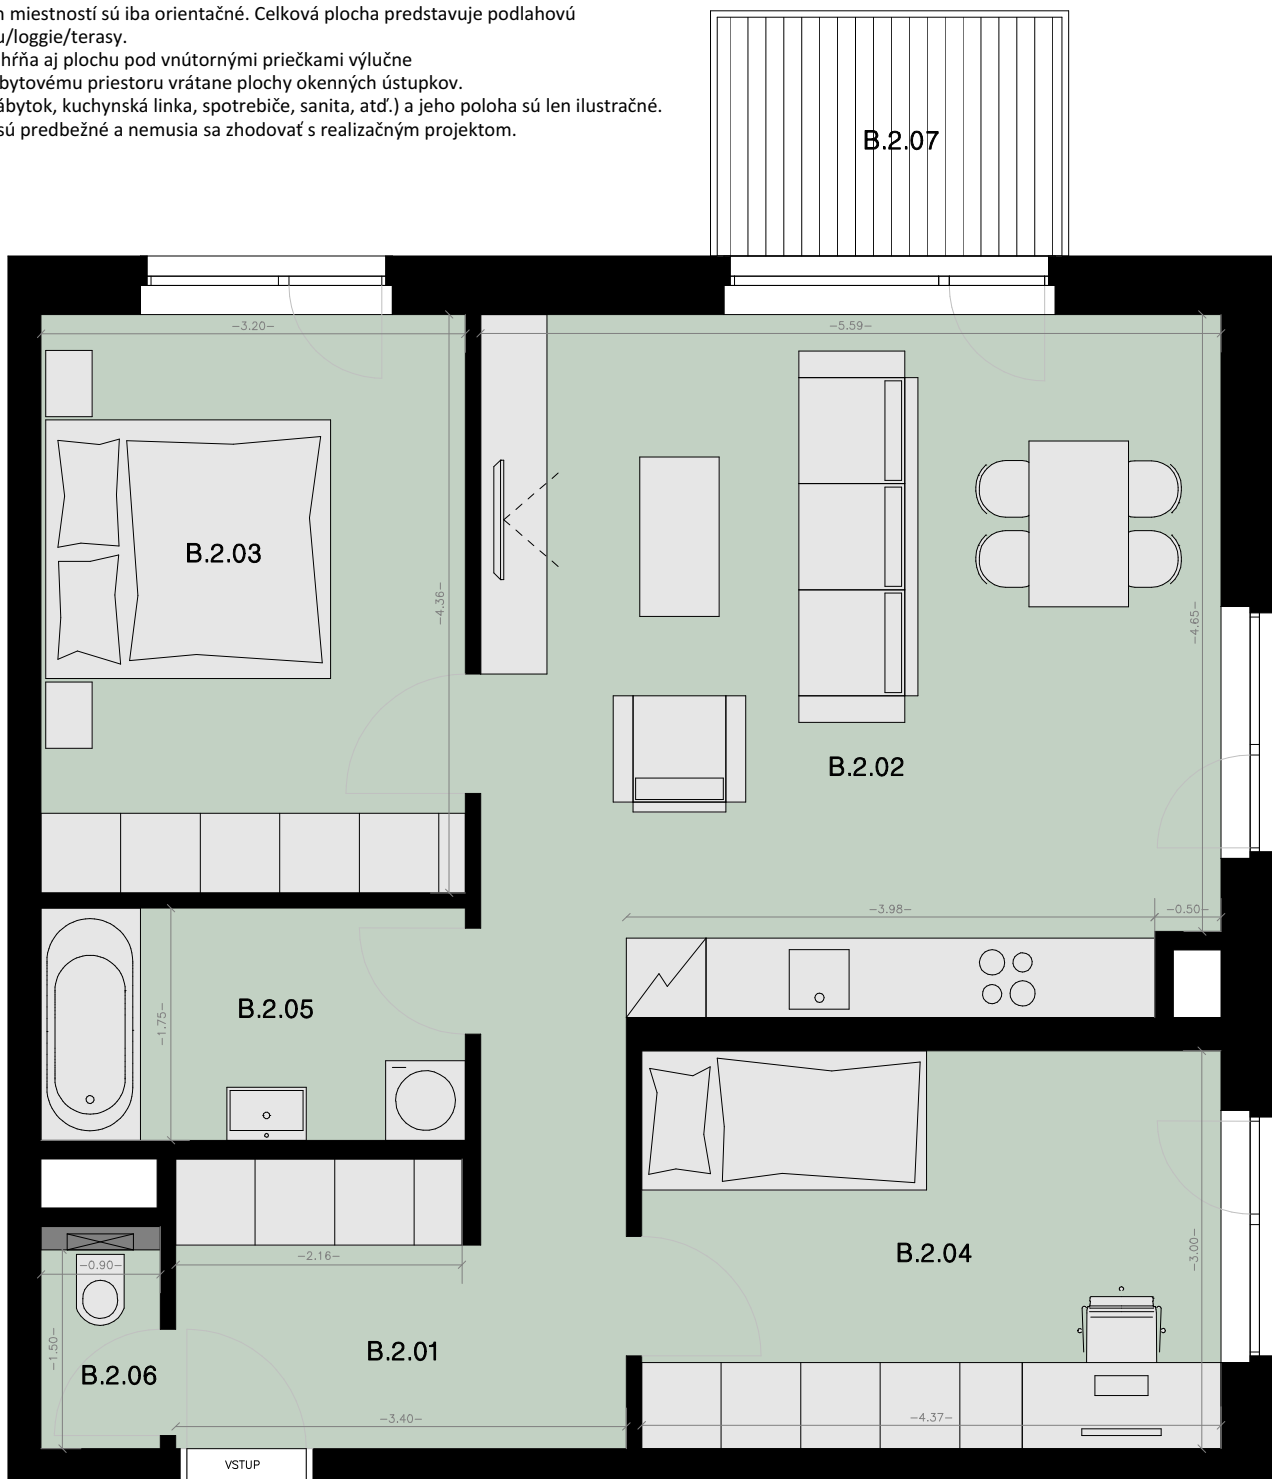 miestností sú iba orientačné. Celková plocha predstavuje podlahovú
u/loggie/terasy.
hŕňa aj plochu pod vnútornými priečkami výlučne
bytovému priestoru vrátane plochy okenných ústupkov.
ábytok, kuchynská linka, spotrebiče, sanita, atď.) a jeho poloha sú len ilustračné.
sú predbežné a nemusia sa zhodovať s realizačným projektom.
B.2.07
-3.20-
-5.59-
B.2.03
-4.36-
-4.65-
B.2.02
-3.98-
-0.50-
B.2.05
-1.75-
B.2.04
-3.00-
-2.16-
-0.90-
-1.50-
B.2.01
B.2.06
-3.40-
-4.37-
VSTUP